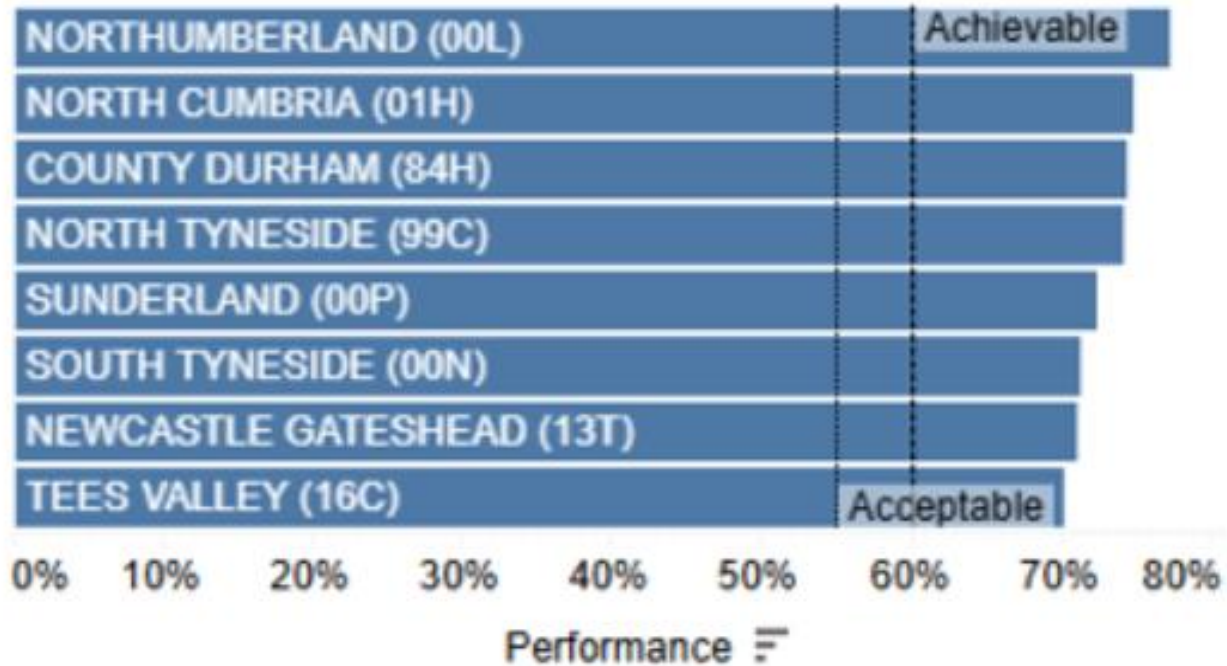 NORTHUMBERLAND (00L)
Achievable
NORTH CUMBRIA (01H)
COUNTY DURHAM (84H)
NORTH TYNESIDE (99C)
SUNDERLAND (00P)
SOUTH TYNESIDE (00N)
NEWCASTLE GATESHEAD (13T)
TEES VALLEY (16C)
Acceptable
0% 10% 20% 30% 40% 50% 60% 70% 80%
Performance